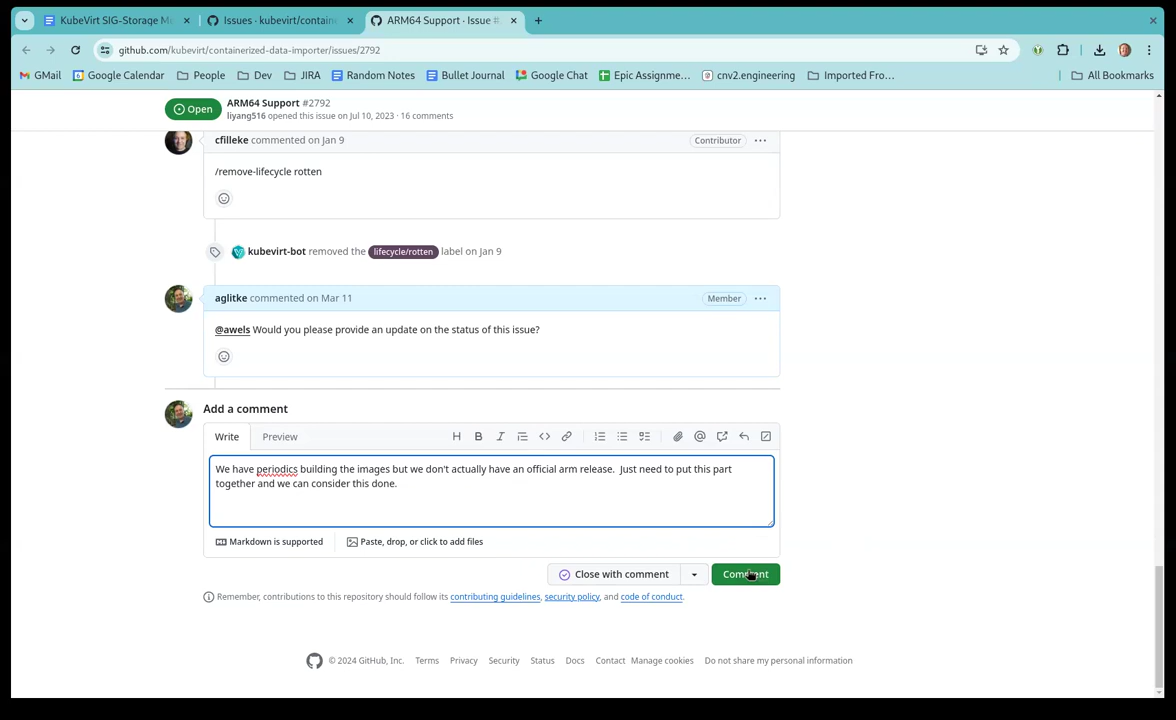 KubeVirt SIG-Storage M
Issues · kubevirt/contain
ARM64 Support · Issue #
github.com/kubevirt/containerized-data-importer/issues/2792
GMail
Google Calendar
People
Dev
JIRA
Random Notes
Bullet Journal
Google Chat
Epic Assignme...
cnv2.engineering
Imported Fro...
All Bookmarks
Open
ARM64 Support #2792
liyang516 opened this issue on Jul 10, 2023 · 16 comments
cfilleke commented on Jan 9
Contributor
/remove-lifecycle rotten
kubevirt-bot removed the lifecycle/rotten label on Jan 9
aglitke commented on Mar 11
Member
@awels Would you please provide an update on the status of this issue?
Add a comment
Write
Preview
We have periodics building the images but we don't actually have an official arm release.  Just need to put this part
together and we can consider this done.
Markdown is supported
Paste, drop, or click to add files
Close with comment
Comment
Remember, contributions to this repository should follow its contributing guidelines, security policy, and code of conduct.
© 2024 GitHub, Inc.
Terms
Privacy
Security
Status
Docs
Contact
Manage cookies
Do not share my personal information